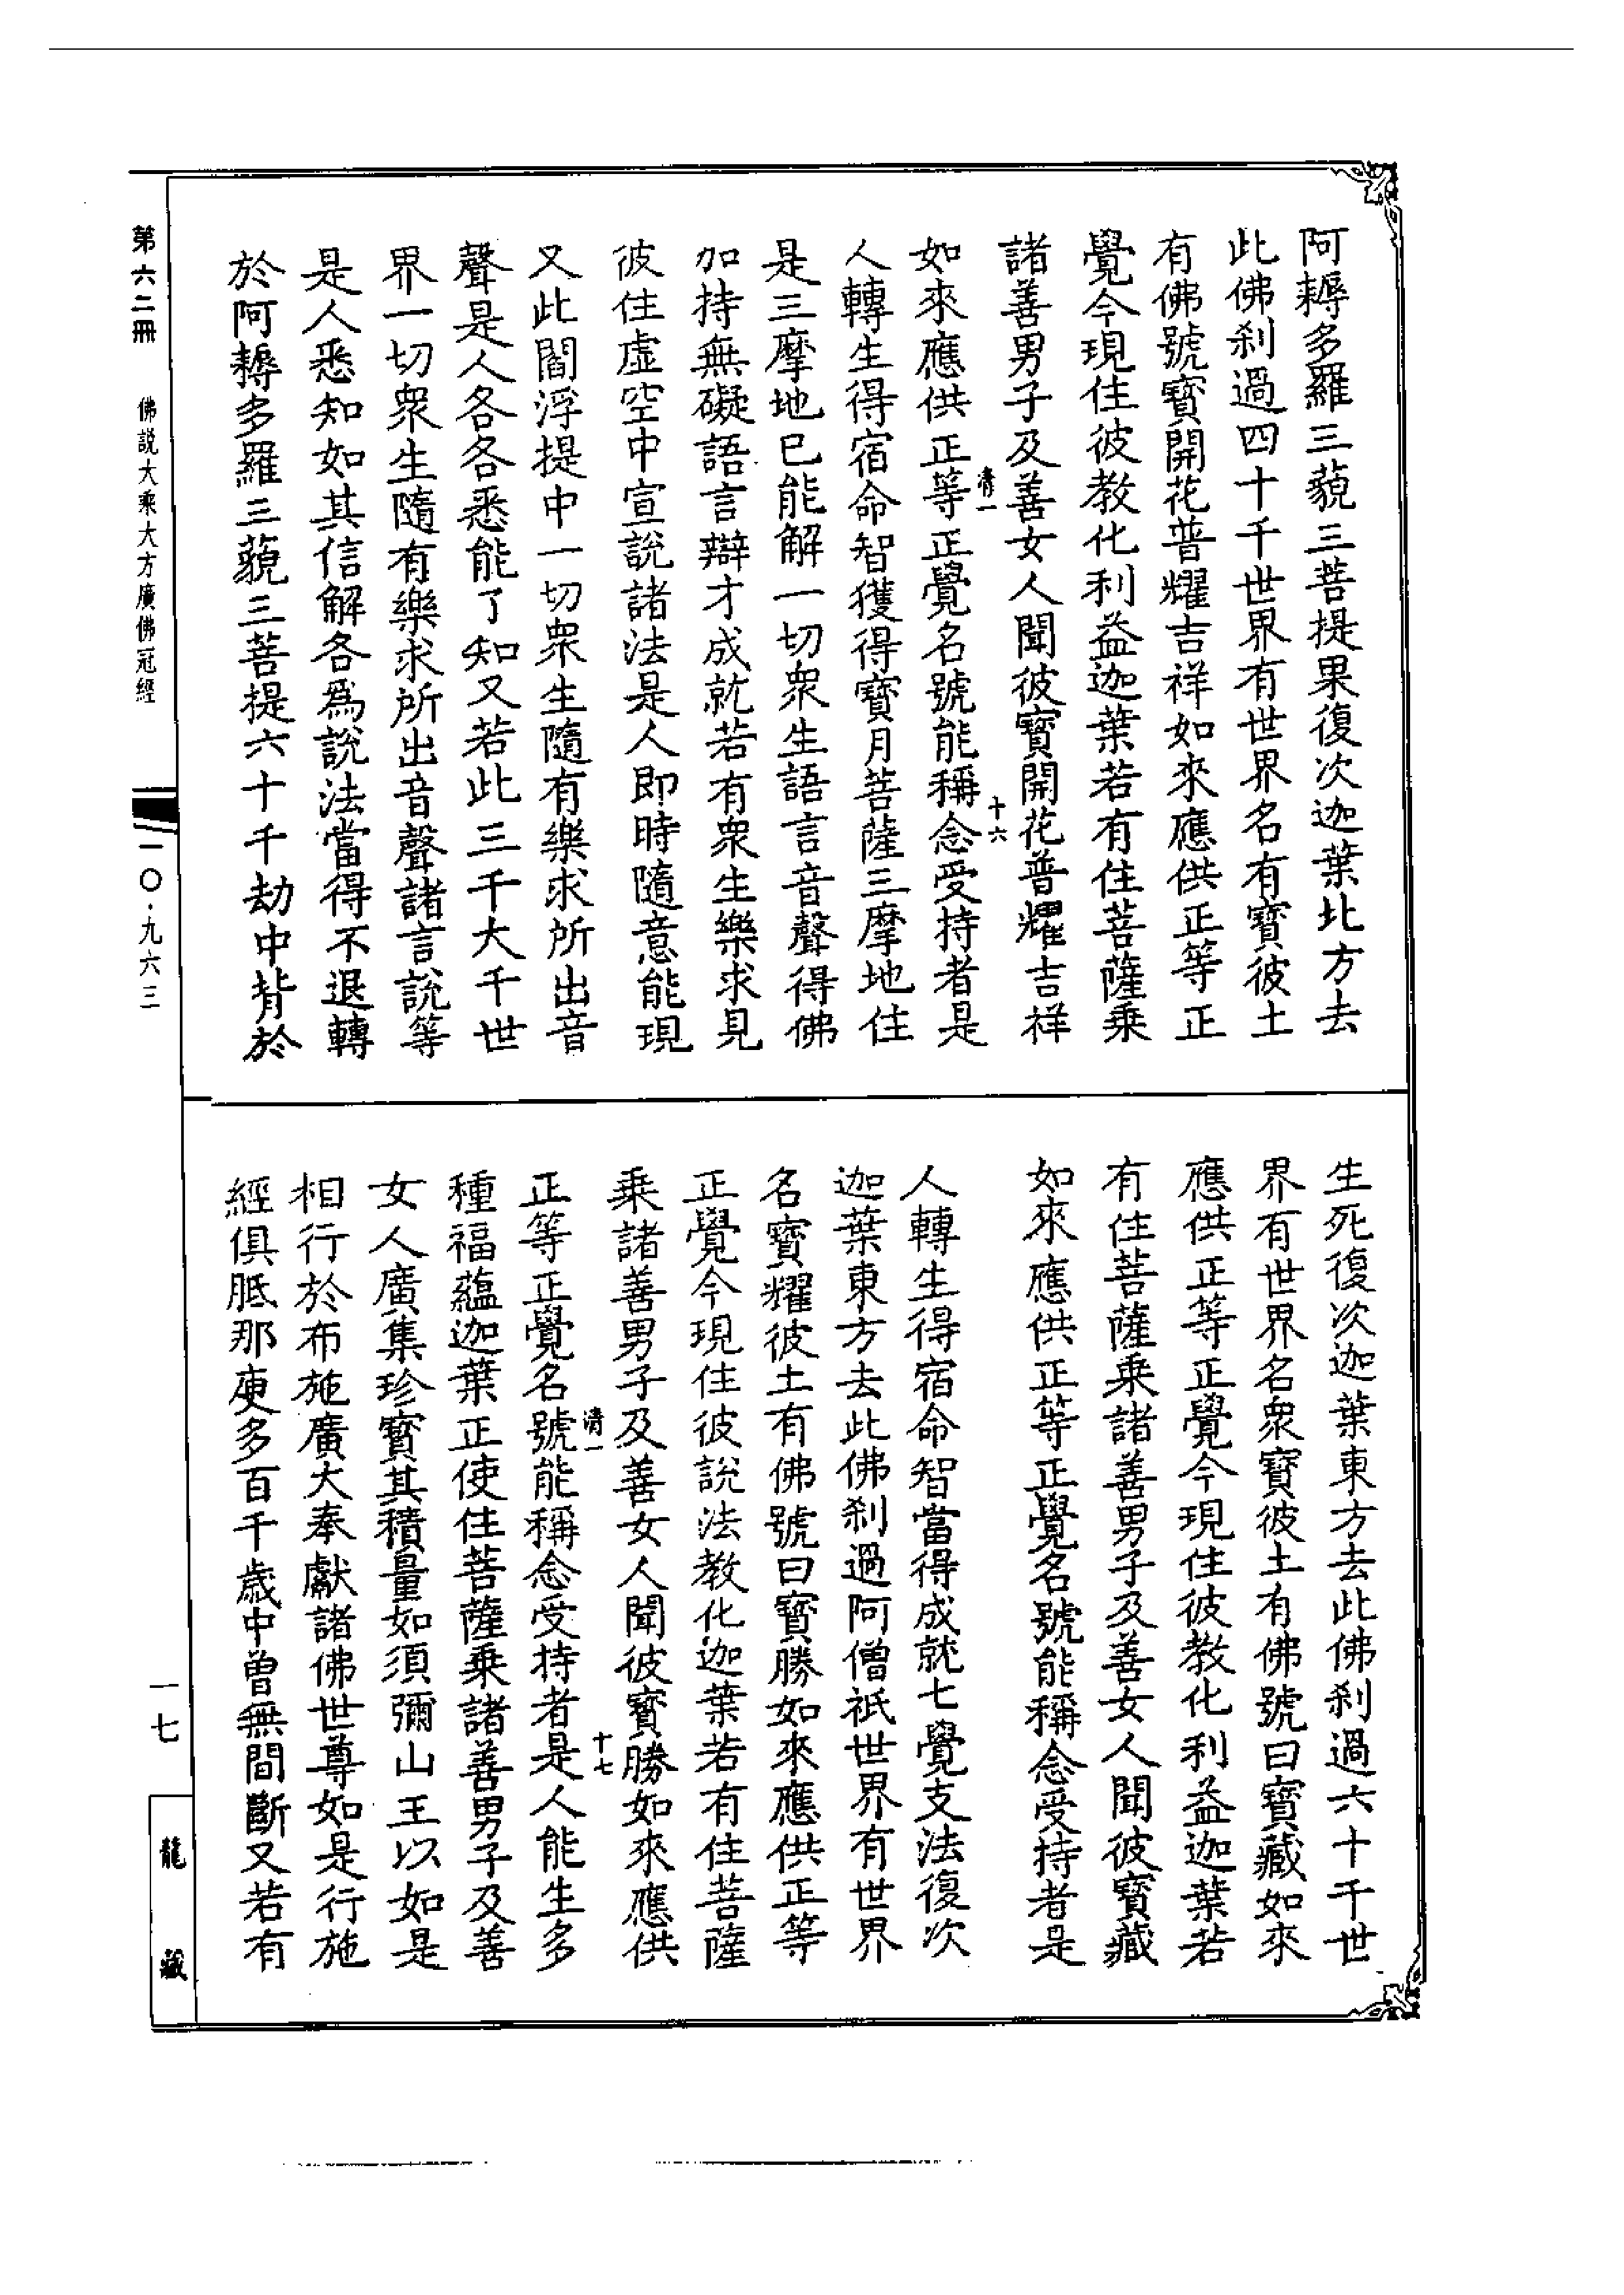 阿耨多羅三藐三菩提果復次迦葉北方去
此佛刹過四十千世界有世界名有寶彼土
有佛號寶開花普耀吉祥如來應供正等正
覺今現住彼教化利益迦葉若有住菩薩乘
諸善男子及善女人聞彼寶開花普耀吉祥
清一
十六
如來應供正等正覺名號能稱念受持者是
人轉生得宿命智獲得寶月菩薩三摩地住
是三摩地已能解一切衆生語言音聲得佛
加持無礙語言辯才成就若有衆生樂求見
彼住虛空中宣說諸法是人即時隨意能現
又此閻浮提中一切衆生隨有樂求所出音
聲是人各各悉能了知又若此三千大千世
界一切衆生隨有樂求所出音聲諸言說等
是人悉知如其信解各爲說法當得不退轉
於阿耨多羅三藐三菩提六十千劫中背於
生死復次迦葉東方去此佛刹過六十千世
界有世界名衆寶彼土有佛號曰寶藏如來
應供正等正覺今現住彼教化利益迦葉若
有住菩薩乘諸善男子及善女人聞彼寶藏
如來應供正等正覺名號能稱念受持者是
人轉生得宿命智當得成就七覺支法復次
迦葉東方去此佛刹過阿僧祇世界有世界
名寶耀彼土有佛號曰寶勝如來應供正等
正覺今現住彼說法教化迦葉若有住菩薩
乘諸善男子及善女人聞彼寶勝如來應供
清一
十七
正等正覺名號能稱念受持者是人能生多
種福蘊迦葉正使住菩薩乘諸善男子及善
女人廣集珍寶其積量如須彌山王以如是
相行於布施廣大奉獻諸佛世尊如是行施
經俱胝那庾多百千歲中曾無間斷又若有
第六二冊
佛説大乘大方廣佛冠經
一〇·九六三
一七
龍藏